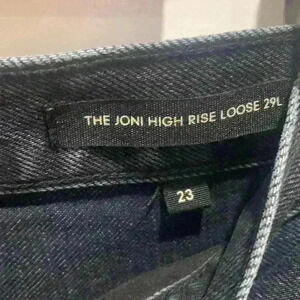 THE JONI HIGH RISE LOOSE 29L
23